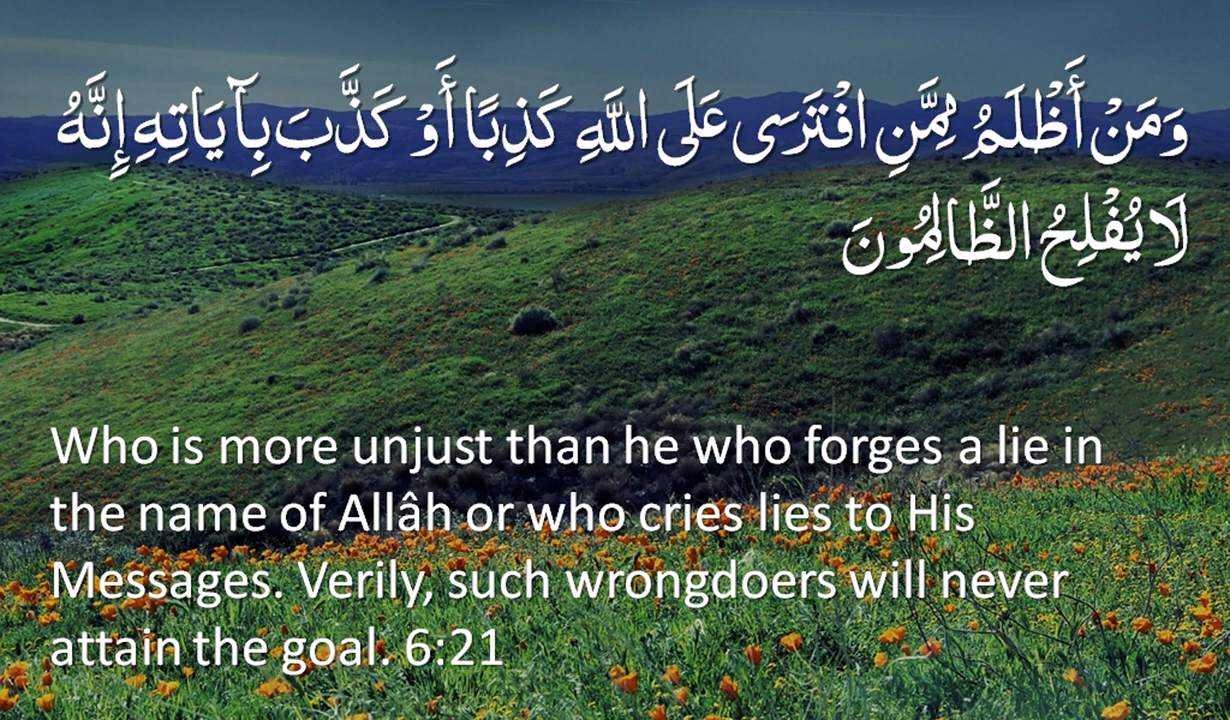 وَمَنْ أَظْلَمُ مِمَّنِ افْتَرَى عَلَى اللَّهِ كَذِبًا أَوْ كَذَّبَ بِآيَاتِهِ إِنَّهُ
لَا يُفْلِحُ الظَّالِمُونَ
Who is more unjust than he who forges a lie in
the name of Allâh or who cries lies to His
Messages. Verily, such wrongdoers will never
attain the goal. 6:21